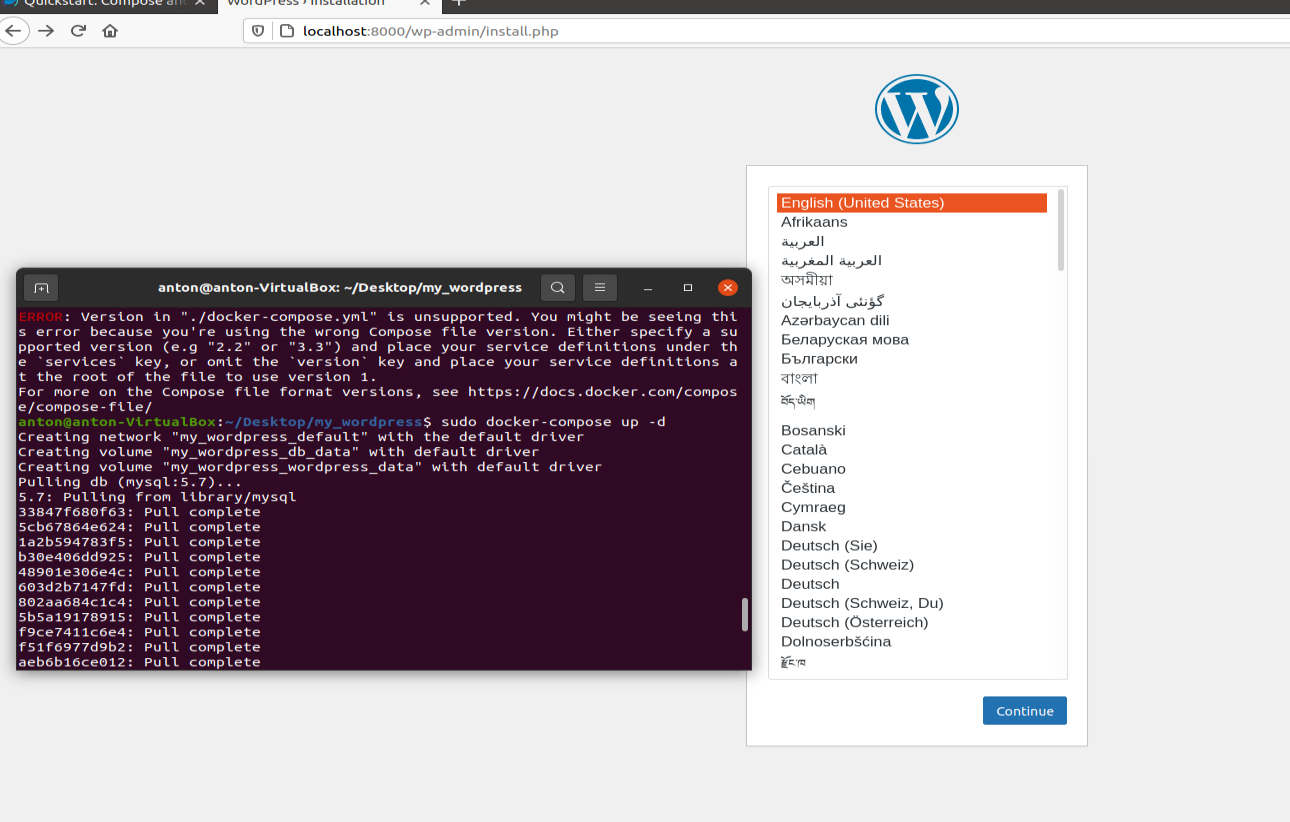 Quickstart: Compose and
WordPress › Installation
localhost:8000/wp-admin/install.php
English (United States)
Afrikaans
العربية
العربية المغربية
অসমীয়া
گؤنئی آذربایجان
Azərbaycan dili
Беларуская мова
Български
বাংলা
བོད་ཡིག
Bosanski
Català
Cebuano
Čeština
Cymraeg
Dansk
Deutsch (Sie)
Deutsch (Schweiz)
Deutsch
Deutsch (Schweiz, Du)
Deutsch (Österreich)
Dolnoserbšćina
རྫོང་ཁ
Continue
anton@anton-VirtualBox: ~/Desktop/my_wordpress
ERROR: Version in "./docker-compose.yml" is unsupported. You might be seeing thi
s error because you're using the wrong Compose file version. Either specify a su
pported version (e.g "2.2" or "3.3") and place your service definitions under th
e `services` key, or omit the `version` key and place your service definitions a
t the root of the file to use version 1.
For more on the Compose file format versions, see https://docs.docker.com/compos
e/compose-file/
anton@anton-VirtualBox:~/Desktop/my_wordpress$ sudo docker-compose up -d
Creating network "my_wordpress_default" with the default driver
Creating volume "my_wordpress_db_data" with default driver
Creating volume "my_wordpress_wordpress_data" with default driver
Pulling db (mysql:5.7)...
5.7: Pulling from library/mysql
33847f680f63: Pull complete
5cb67864e624: Pull complete
1a2b594783f5: Pull complete
b30e406dd925: Pull complete
48901e306e4c: Pull complete
603d2b7147fd: Pull complete
802aa684c1c4: Pull complete
5b5a19178915: Pull complete
f9ce7411c6e4: Pull complete
f51f6977d9b2: Pull complete
aeb6b16ce012: Pull complete